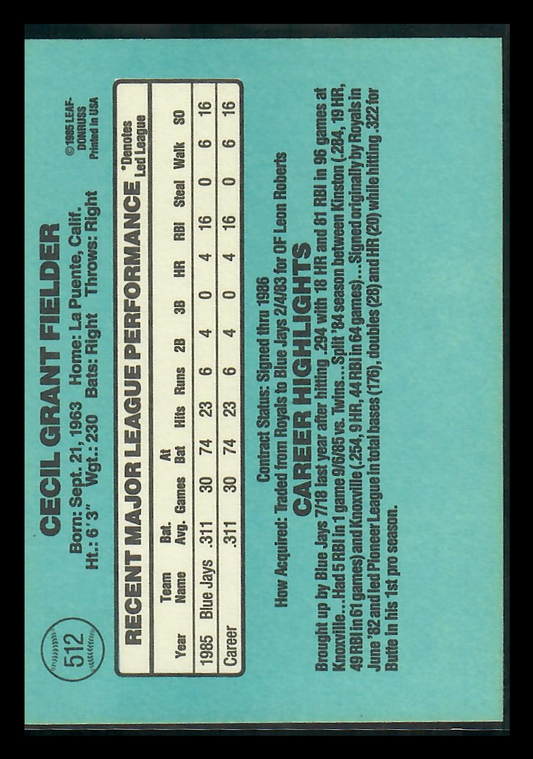 512
CECIL GRANT FIELDER
Born: Sept. 21, 1963 Home: La Puente, Calif.
Ht.: 6'3" Wgt.: 230 Bats: Right Throws: Right
© 1985 LEAF-
DONRUSS
Printed in USA
RECENT MAJOR LEAGUE PERFORMANCE
*Denotes
Led League
Year Team Name Bat. Avg. Games At Bat Hits Runs 2B 3B HR RBI Steal Walk SO
1985 Blue Jays .311 30 74 23 6 4 0 4 16 0 6 16
Career .311 30 74 23 6 4 0 4 16 0 6 16
Contract Status: Signed thru 1986
How Acquired: Traded from Royals to Blue Jays 2/4/83 for OF Leon Roberts
CAREER HIGHLIGHTS
Brought up by Blue Jays 7/18 last year after hitting .294 with 18 HR and 81 RBI in 96 games at
Knoxville...Had 5 RBI in 1 game 9/6/85 vs. Twins...Split '84 season between Kinston (.284, 19 HR,
49 RBI in 61 games) and Knoxville (.254, 9 HR, 44 RBI in 64 games)...Signed originally by Royals in
June '82 and led Pioneer League in total bases (176), doubles (28) and HR (20) while hitting .322 for
Butte in his 1st pro season.